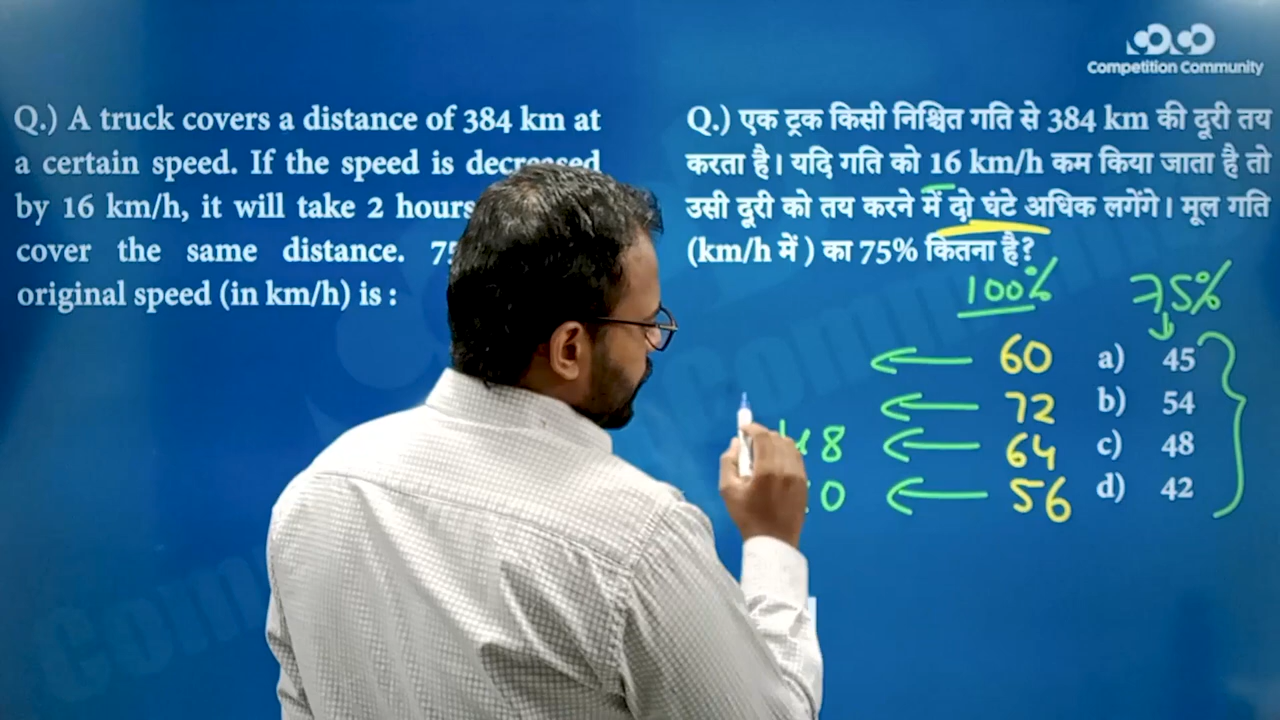 Competition Community
Q.) A truck covers a distance of 384 km at
a certain speed. If the speed is decreased
by 16 km/h, it will take 2 hours
cover the same distance.
original speed (in km/h) is :
Q.) एक ट्रक किसी निश्चित गति से 384 km की दूरी तय
करता है। यदि गति को 16 km/h कम किया जाता है तो
उसी दूरी को तय करने में दो घंटे अधिक लगेंगे। मूल गति
(km/h में ) का 75% कितना है?
100% 75%
60 a) 45
72 b) 54
48 64 c) 48
56 d) 42